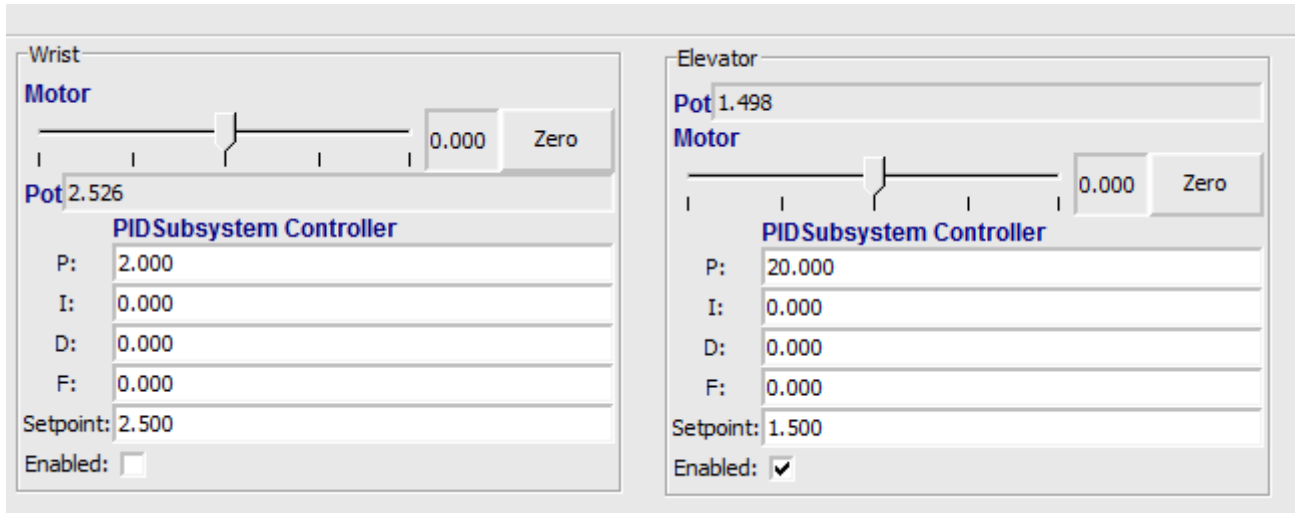 Wrist
Motor
0.000 Zero
Pot 2.526
PIDSubsystem Controller
P: 2.000
I: 0.000
D: 0.000
F: 0.000
Setpoint: 2.500
Enabled:
Elevator
Pot 1.498
Motor
0.000 Zero
PIDSubsystem Controller
P: 20.000
I: 0.000
D: 0.000
F: 0.000
Setpoint: 1.500
Enabled: